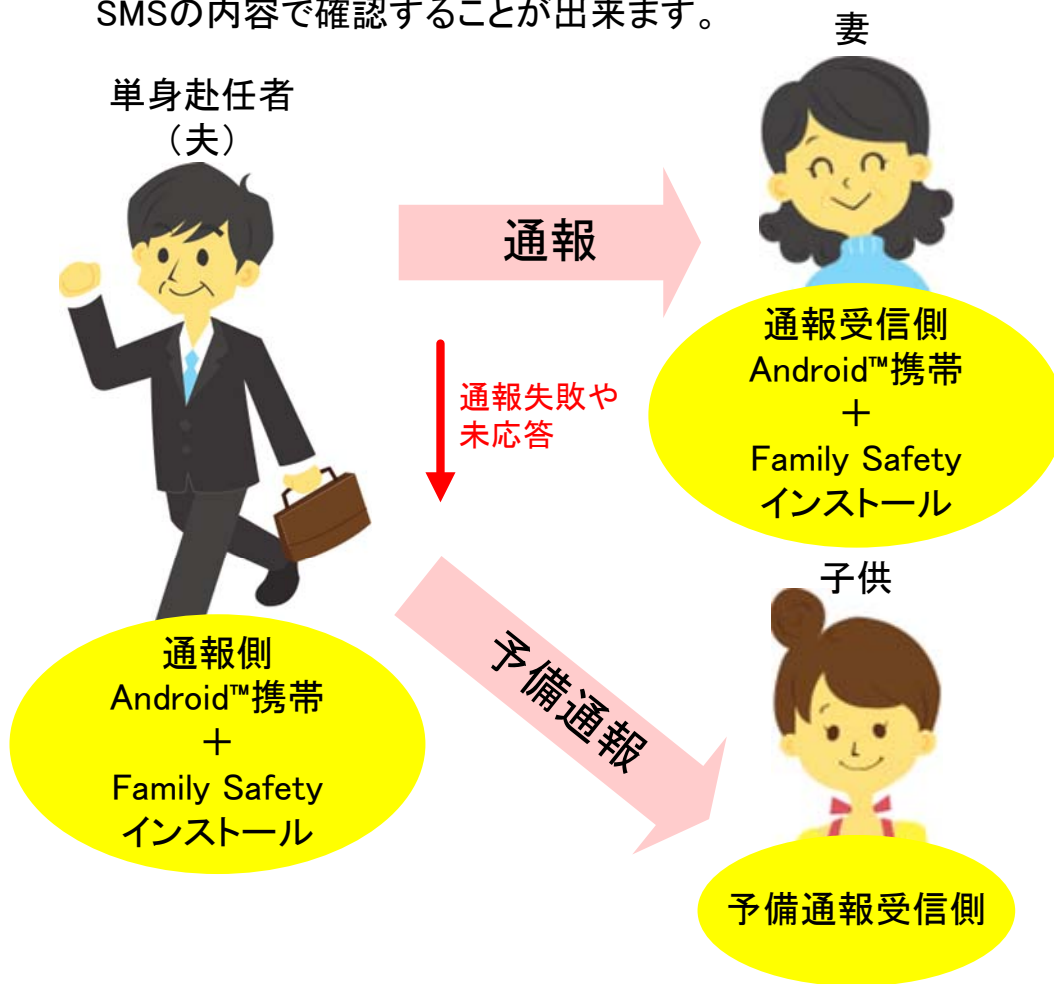 SMSの内容で確認することが出来ます。
妻
単身赴任者
（夫）
通報
通報受信側
Android™携帯
＋
Family Safety
インストール
通報失敗や
未応答
子供
予備通報
通報側
Android™携帯
＋
Family Safety
インストール
予備通報受信側